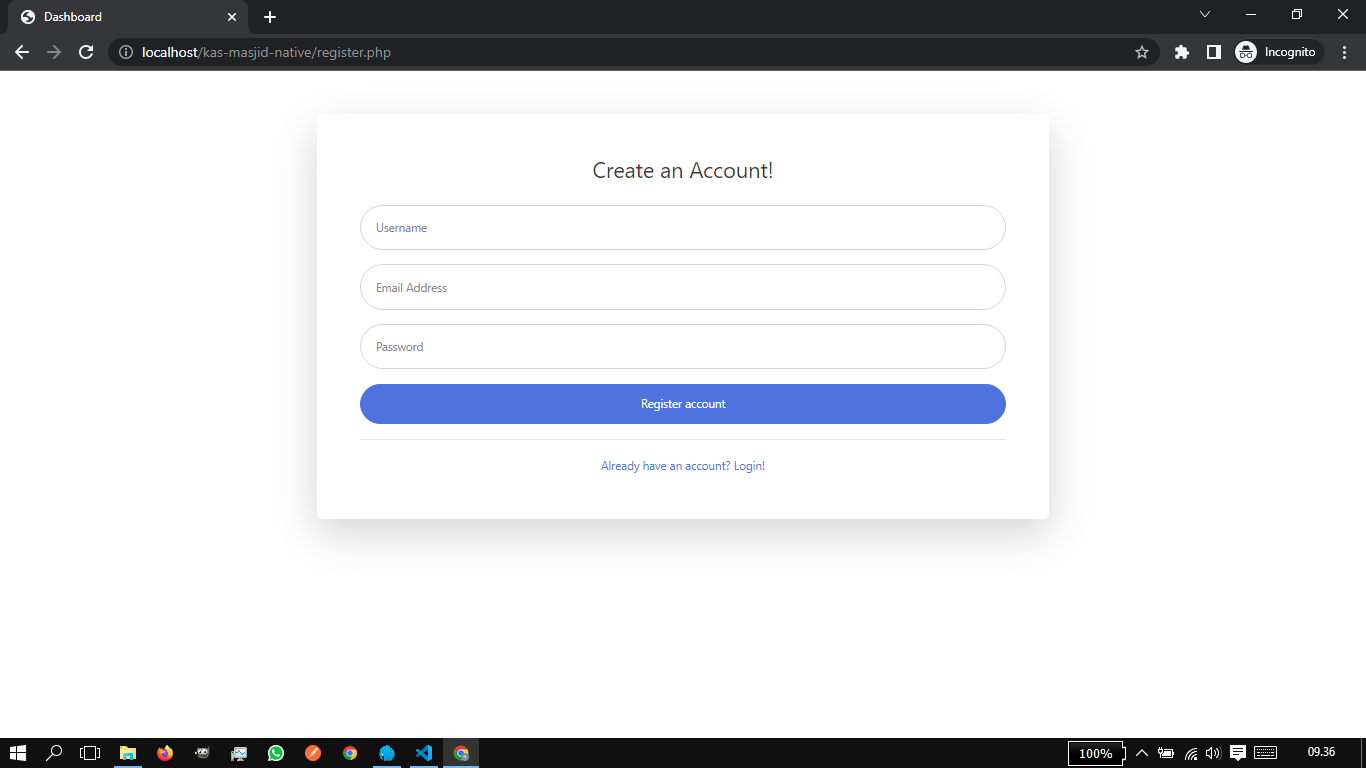 Dashboard
localhost/kas-masjid-native/register.php
Incognito
Create an Account!
Username
Email Address
Password
Register account
Already have an account? Login!
100%
09.36